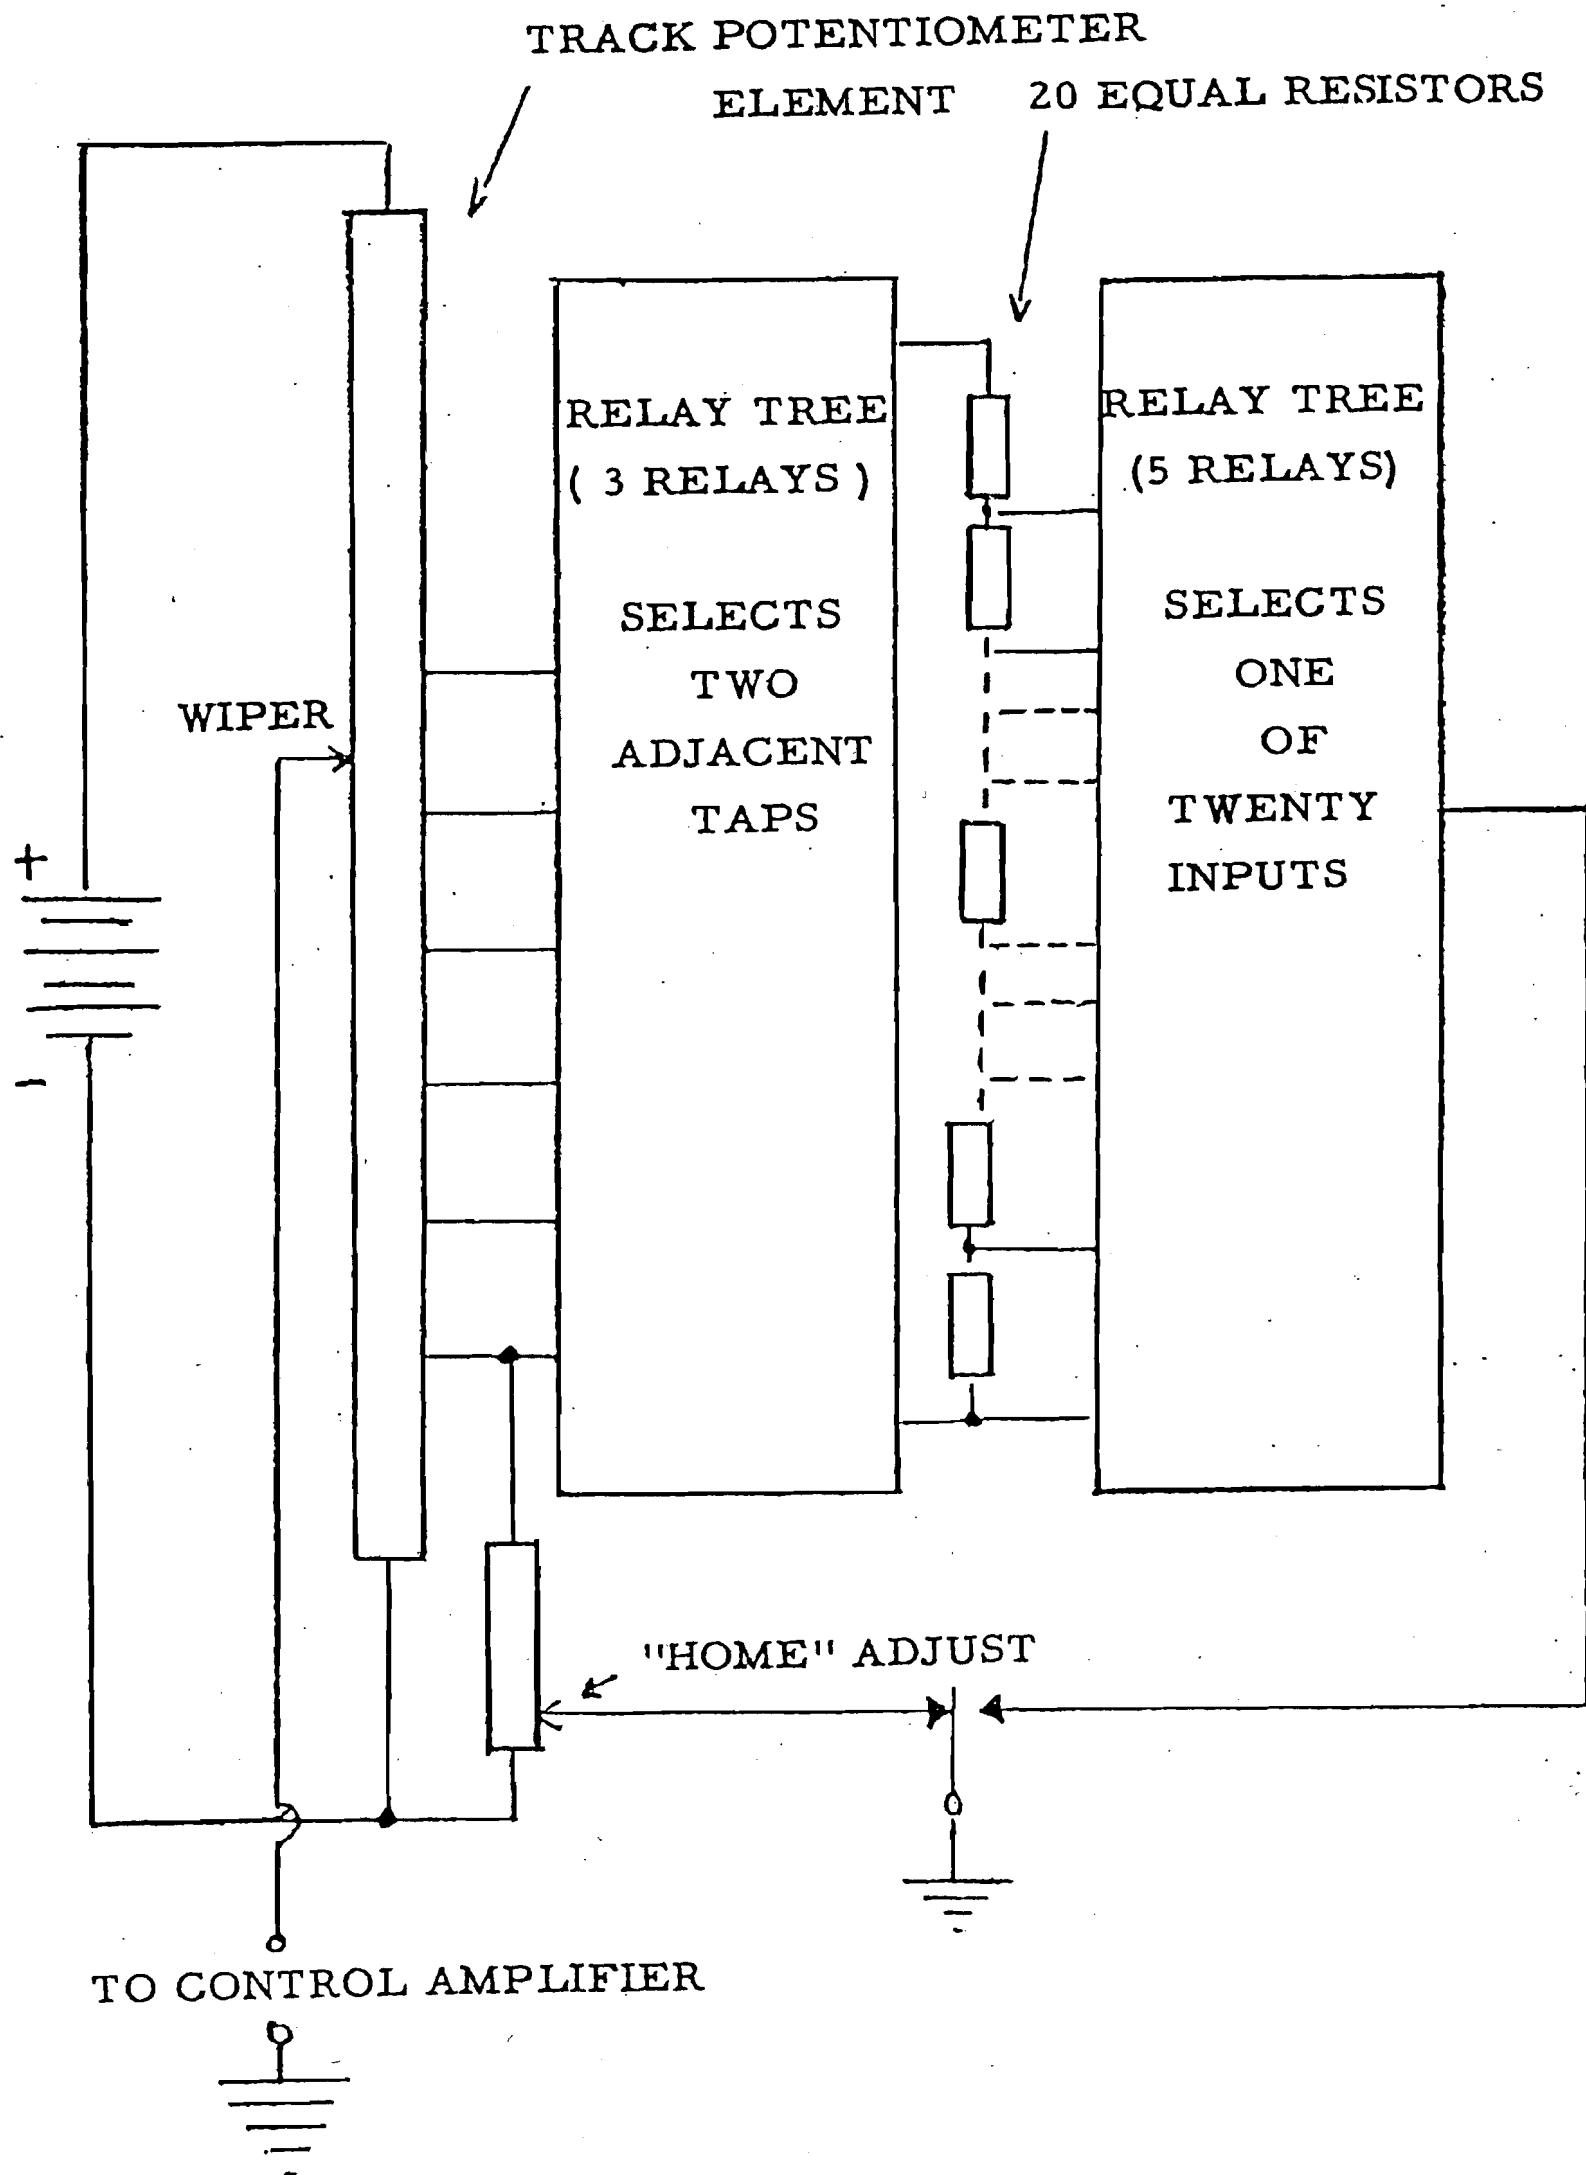 TRACK POTENTIOMETER
ELEMENT
20 EQUAL RESISTORS
RELAY TREE
( 3 RELAYS )
SELECTS
TWO
ADJACENT
TAPS
RELAY TREE
(5 RELAYS)
SELECTS
ONE
OF
TWENTY
INPUTS
WIPER
+
-
"HOME" ADJUST
TO CONTROL AMPLIFIER